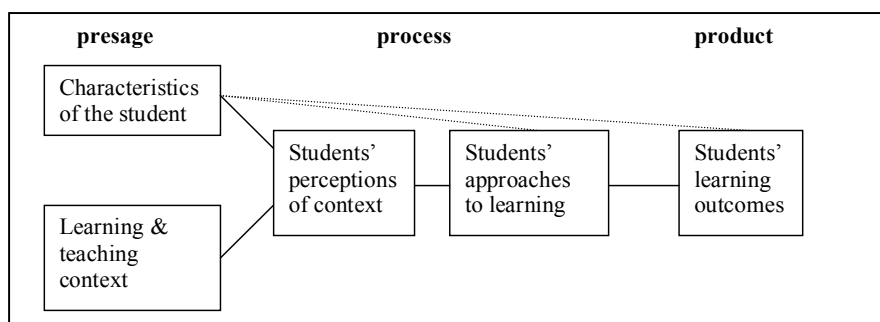 presage process product
Characteristics
of the student
Students’
perceptions
of context
Students’
approaches
to learning
Students’
learning
outcomes
Learning &
teaching
context